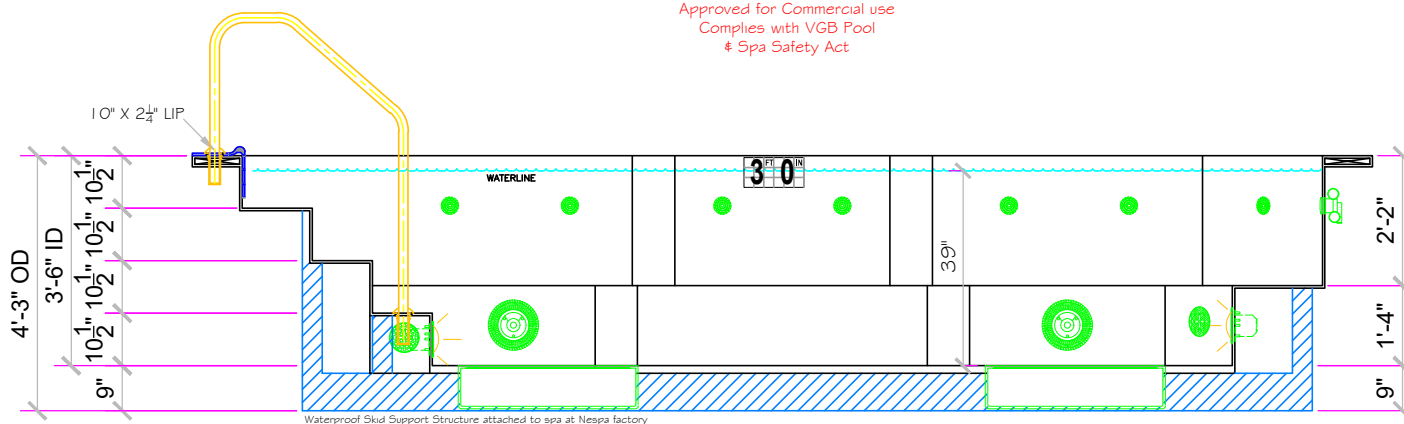 Approved for Commercial use
Complies with VGB Pool
& Spa Safety Act
10" X 2¼" LIP
WATERLINE
3 FT 0 IN
4'-3" OD
3'-6" ID
10½"
10½"
10½"
10½"
9"
39"
2'-2"
1'-4"
9"
Waterproof Skid Support Structure attached to spa at Nespa factory